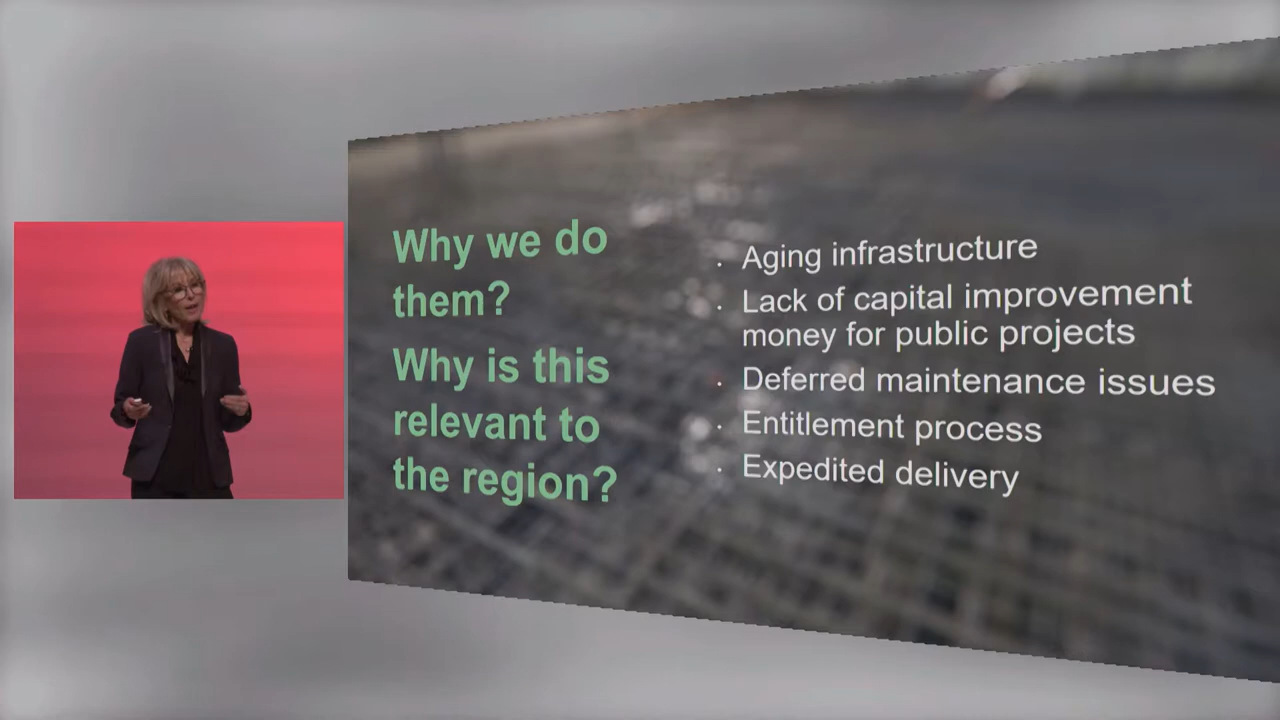 Why we do
them?
Why is this
relevant to
the region?
. Aging infrastructure
. Lack of capital improvement
money for public projects
. Deferred maintenance issues
. Entitlement process
. Expedited delivery